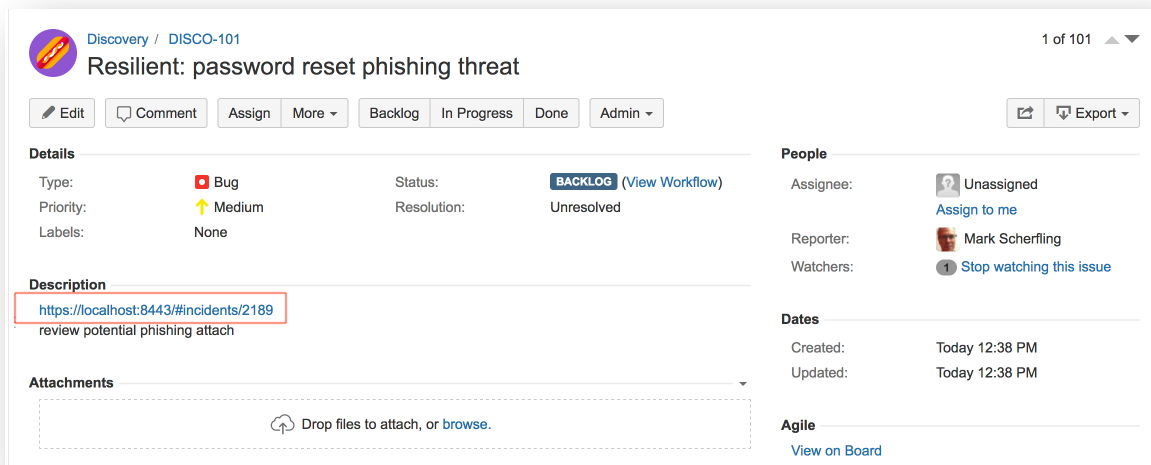 Discovery / DISCO-101
1 of 101
Resilient: password reset phishing threat
Edit Comment Assign More Backlog In Progress Done Admin Export
Details
Type: Bug Status: BACKLOG (View Workflow)
Priority: Medium Resolution: Unresolved
Labels: None
Description
https://localhost:8443/#incidents/2189
review potential phishing attach
Attachments
Drop files to attach, or browse.
People
Assignee: Unassigned
Assign to me
Reporter: Mark Scherfling
Watchers: 1 Stop watching this issue
Dates
Created: Today 12:38 PM
Updated: Today 12:38 PM
Agile
View on Board